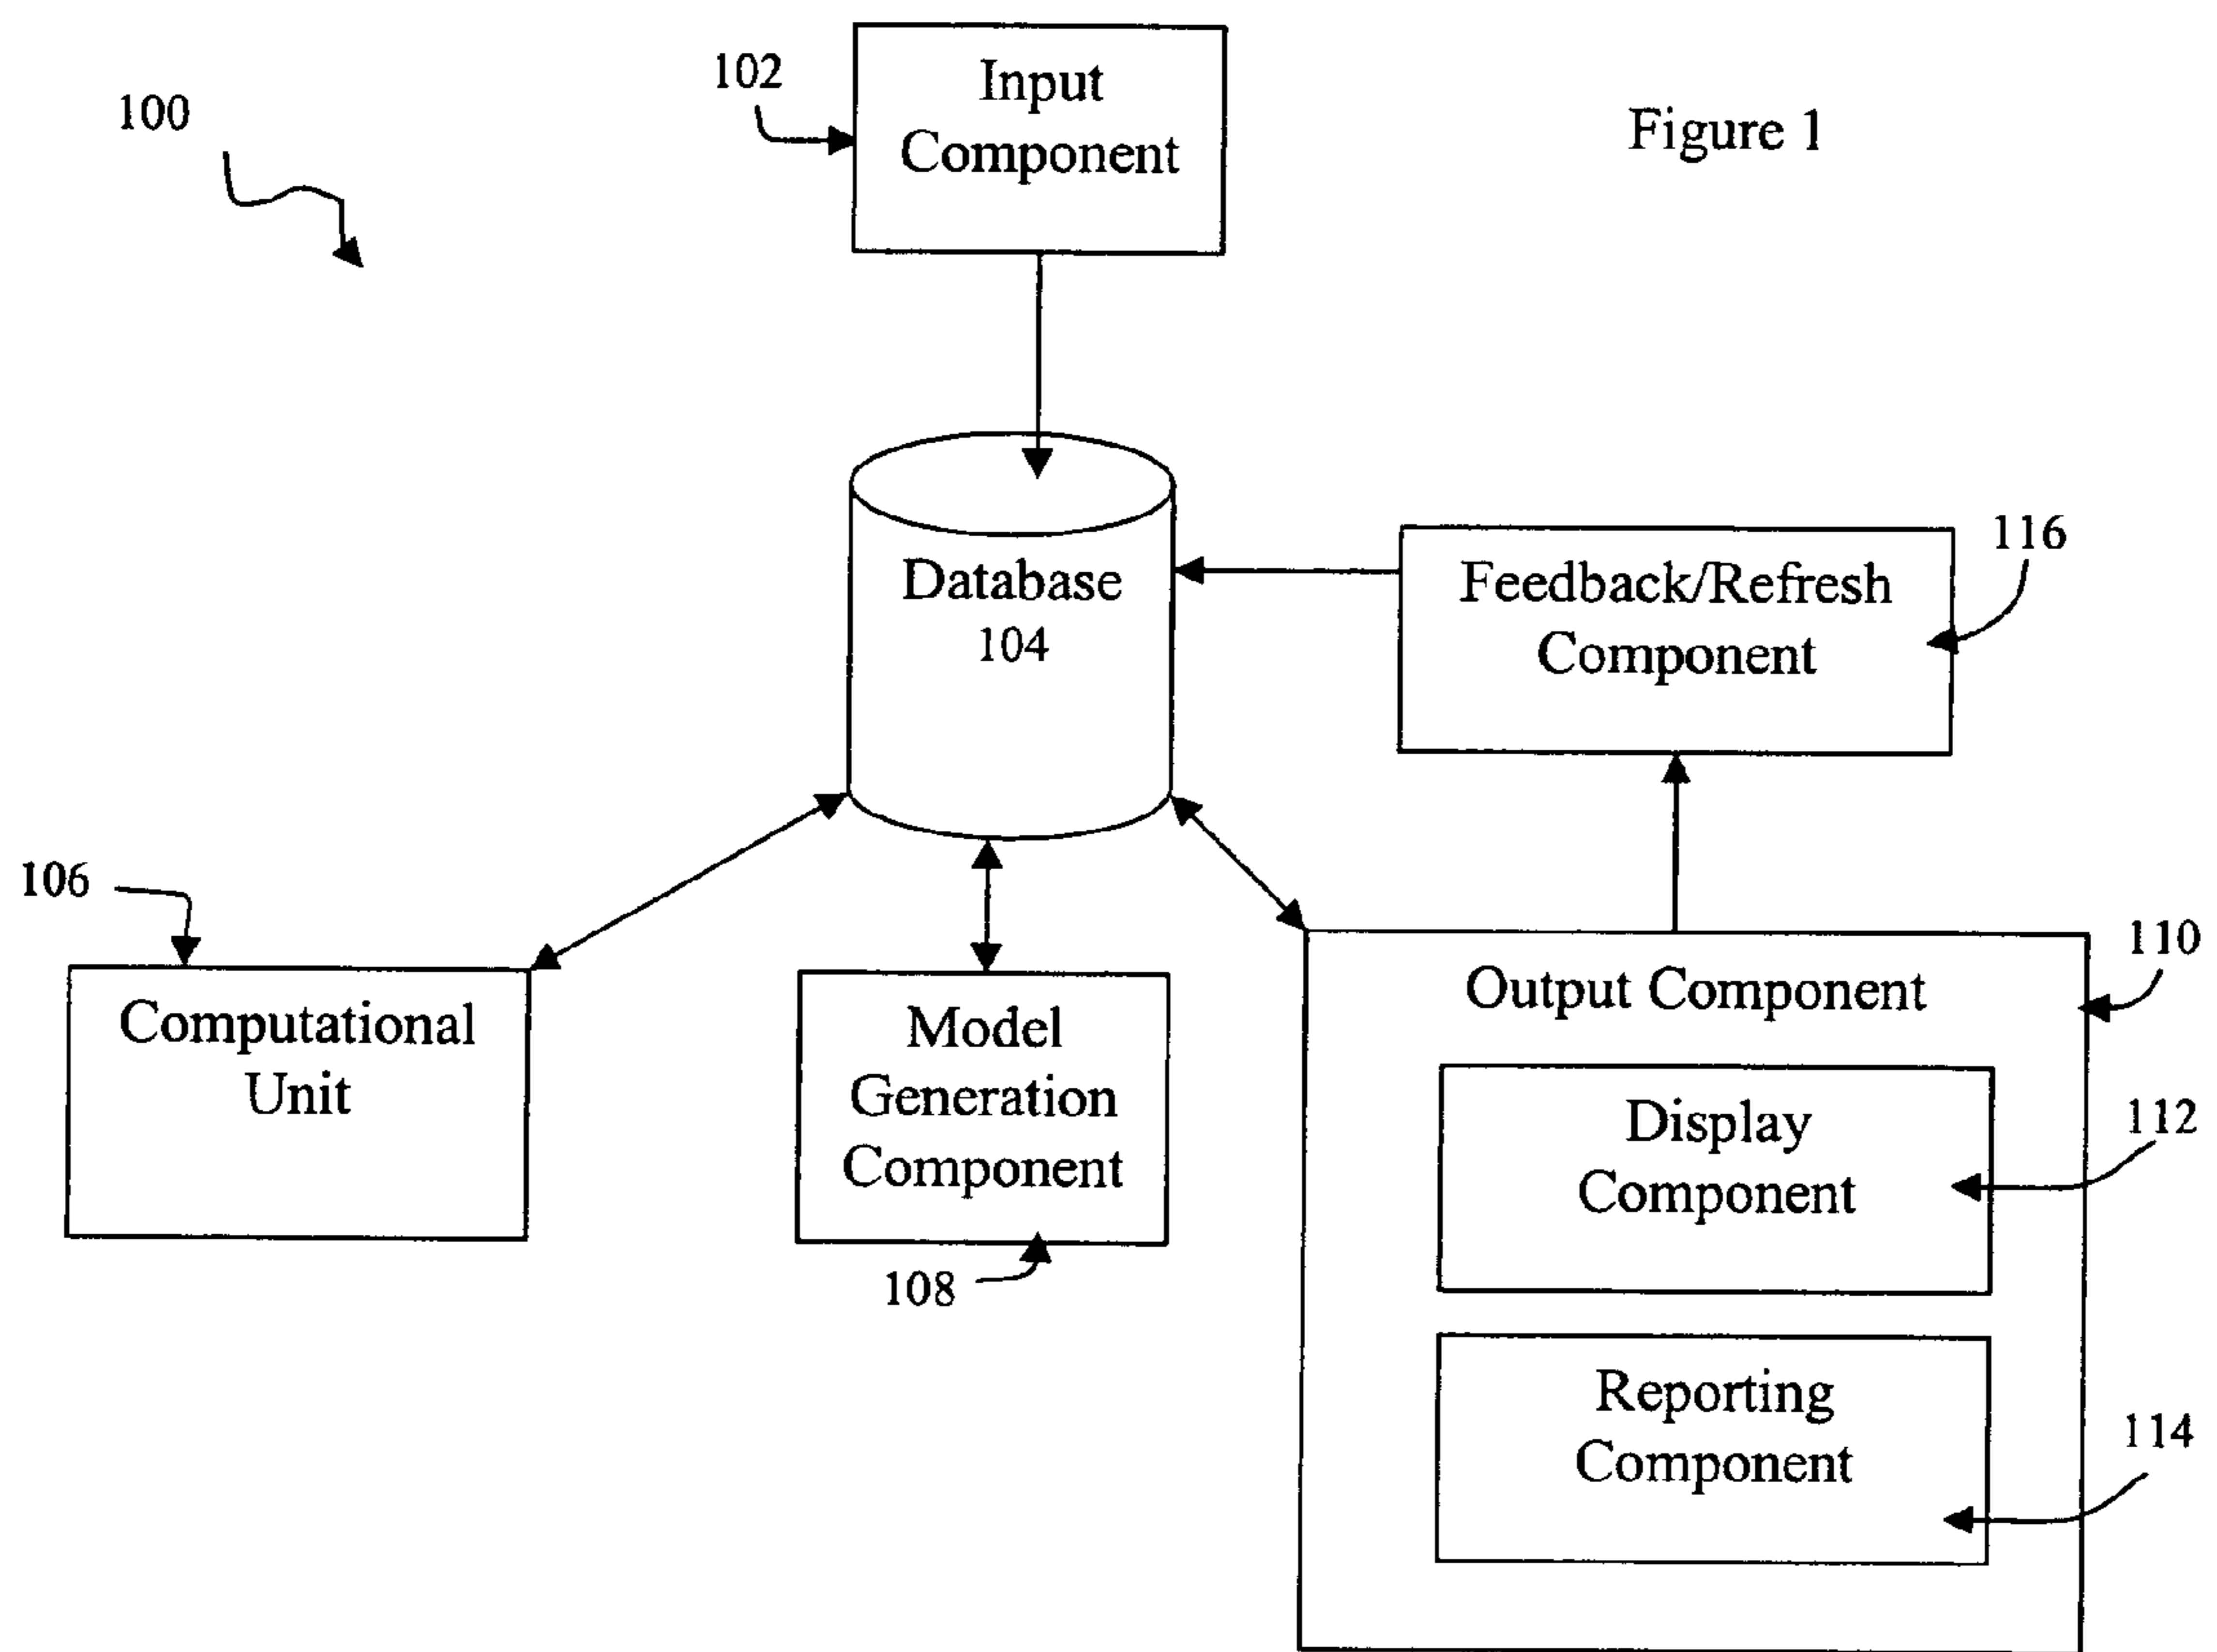 102
Input
Component
100
Figure 1
Database
104
116
Feedback/Refresh
Component
106
Computational
Unit
Model
Generation
Component
108
110
Output Component
Display
Component
112
Reporting
Component
114